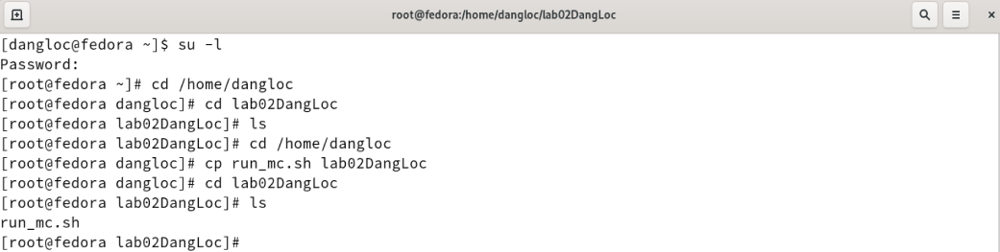 root@fedora:/home/dangloc/lab02DangLoc
[dangloc@fedora ~]$ su -l
Password:
[root@fedora ~]# cd /home/dangloc
[root@fedora dangloc]# cd lab02DangLoc
[root@fedora lab02DangLoc]# ls
[root@fedora lab02DangLoc]# cd /home/dangloc
[root@fedora dangloc]# cp run_mc.sh lab02DangLoc
[root@fedora dangloc]# cd lab02DangLoc
[root@fedora lab02DangLoc]# ls
run_mc.sh
[root@fedora lab02DangLoc]#